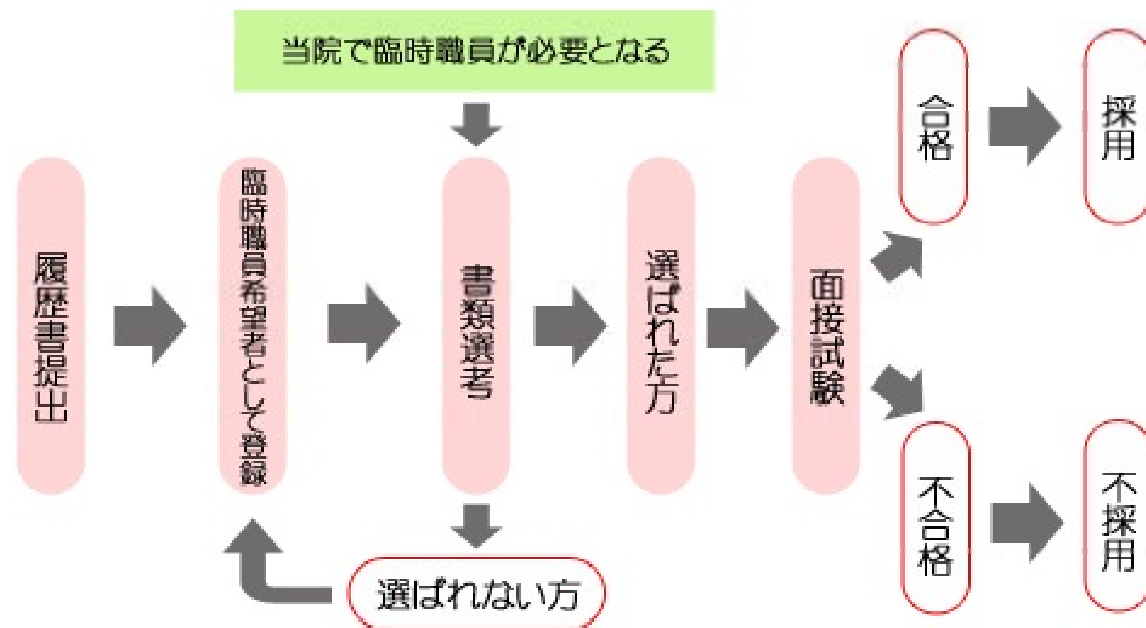 当院で臨時職員が必要となる
履歴書提出
臨時職員希望者として登録
書類選考
選ばれた方
面接試験
合格
採用
不合格
不採用
選ばれない方